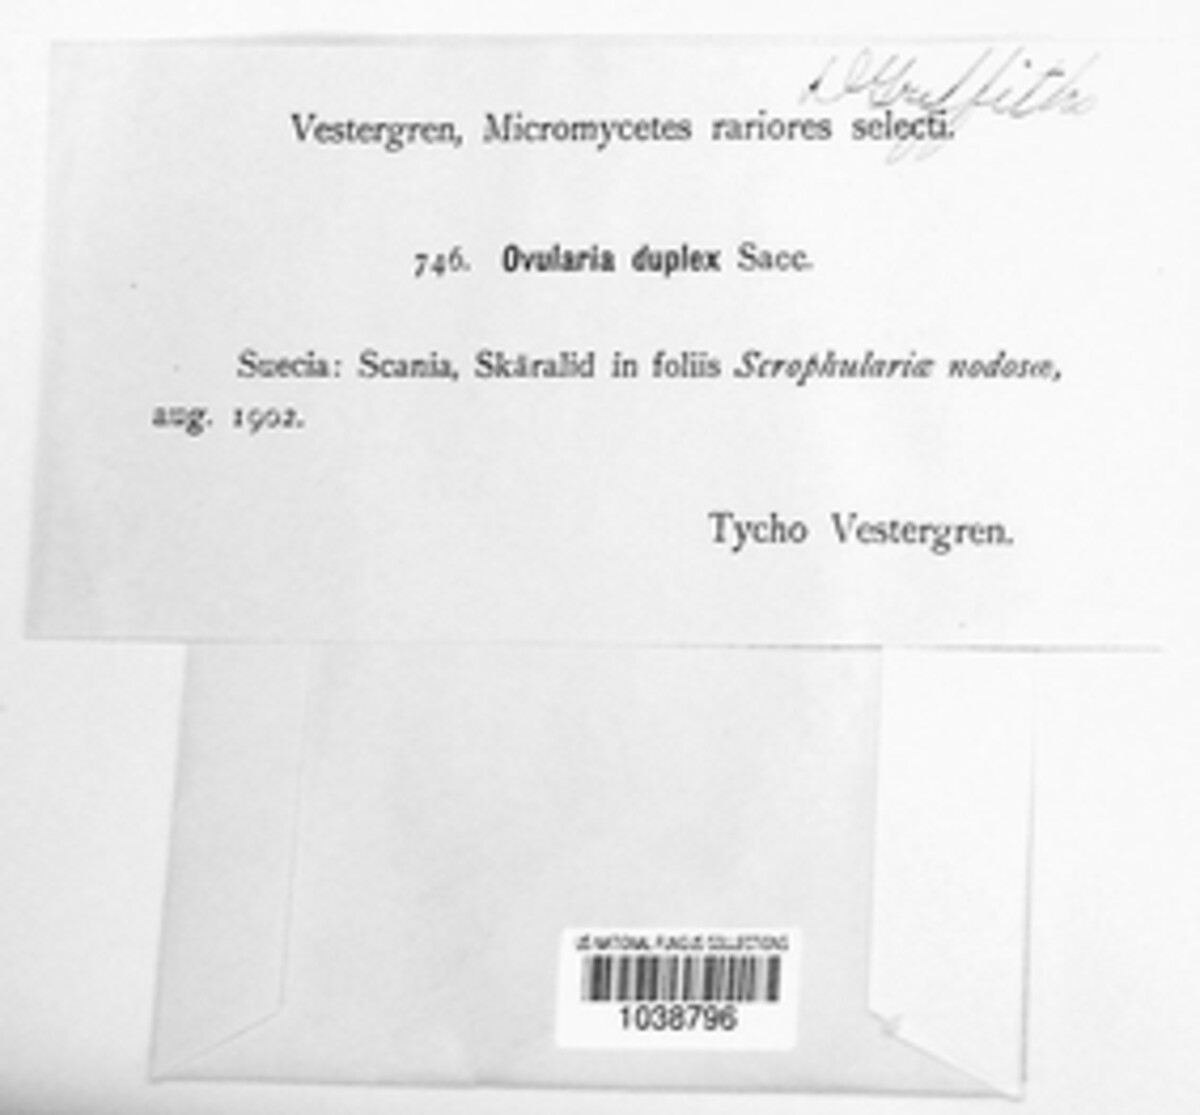 D Griffiths
Vestergren, Micromycetes rariores selecti.
746. Ovularia duplex Sacc.
Suecia: Scania, Skäralid in foliis Scrophulariæ nodosæ,
aug. 1902.
Tycho Vestergren.
US NATIONAL FUNGUS COLLECTIONS
1038796